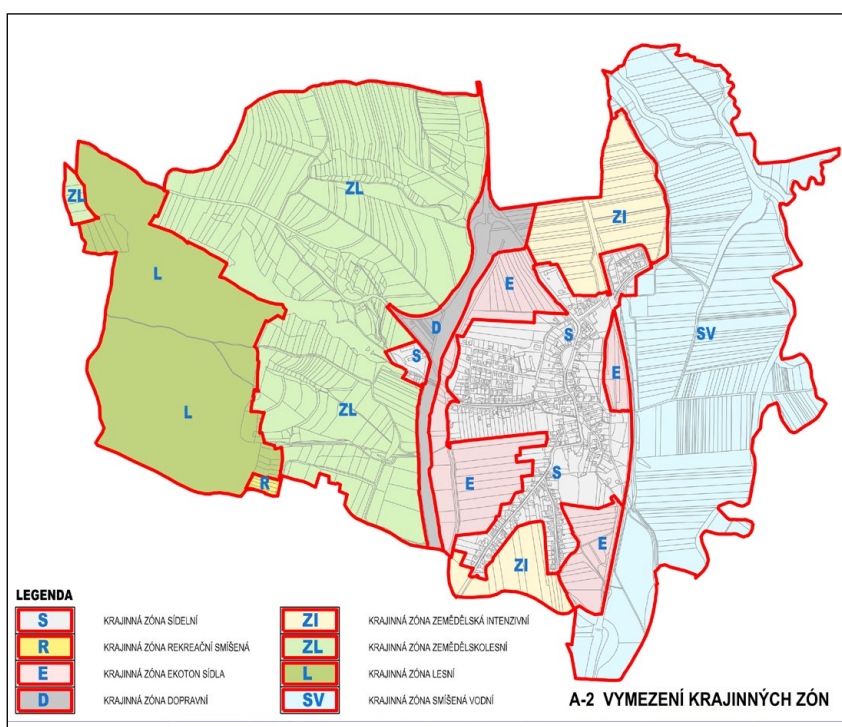 ZL
ZL
ZI
L
E
D
S
S
SV
E
ZL
L
E
S
R
E
ZI
LEGENDA
S KRAJINNÁ ZÓNA SÍDELNÍ
R KRAJINNÁ ZÓNA REKREAČNÍ SMÍŠENÁ
E KRAJINNÁ ZÓNA EKOTON SÍDLA
D KRAJINNÁ ZÓNA DOPRAVNÍ
ZI KRAJINNÁ ZÓNA ZEMĚDĚLSKÁ INTENZIVNÍ
ZL KRAJINNÁ ZÓNA ZEMĚDĚLSKOLESNÍ
L KRAJINNÁ ZÓNA LESNÍ
SV KRAJINNÁ ZÓNA SMÍŠENÁ VODNÍ
A-2 VYMEZENÍ KRAJINNÝCH ZÓN